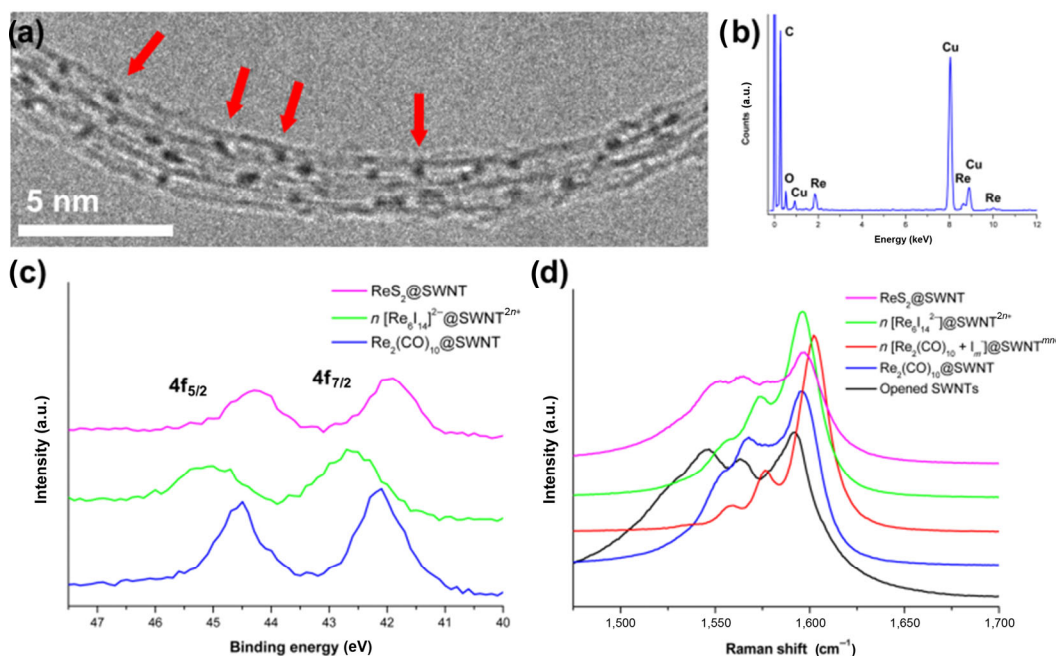 (a)
5 nm
(b)
Counts (a.u.)
C
O
Cu
Re
Cu
Re
Cu
Re
0 2 4 6 8 10 12
Energy (keV)
(c)
ReS₂@SWNT
n [Re₆I₁₄]²⁻@SWNT²ⁿ⁺
Re₂(CO)₁₀@SWNT
4f₅/₂
4f₇/₂
Intensity (a.u.)
47 46 45 44 43 42 41 40
Binding energy (eV)
(d)
ReS₂@SWNT
n [Re₆I₁₄²⁻]@SWNT²ⁿ⁺
n [Re₂(CO)₁₀ + Iₘ]@SWNTᵐⁿ
Re₂(CO)₁₀@SWNT
Opened SWNTs
Intensity (a.u.)
1,500 1,550 1,600 1,650 1,700
Raman shift (cm⁻¹)